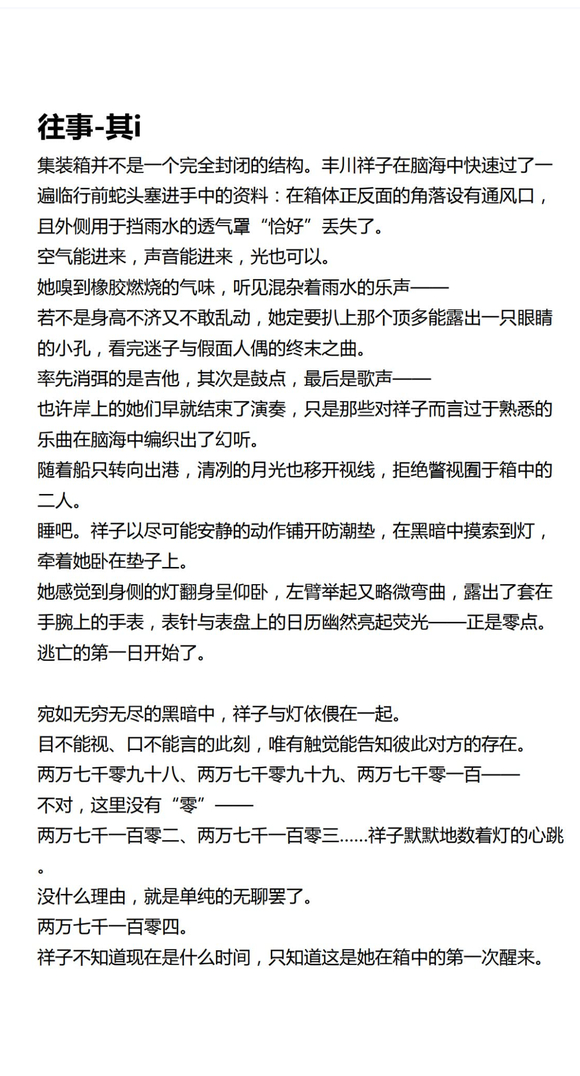 往事-其i
集装箱并不是一个完全封闭的结构。丰川祥子在脑海中快速过了一
遍临行前蛇头塞进手中的资料：在箱体正反面的角落设有通风口，
且外侧用于挡雨水的透气罩“恰好”丢失了。
空气能进来，声音能进来，光也可以。
她嗅到橡胶燃烧的气味，听见混杂着雨水的乐声——
若不是身高不济又不敢乱动，她定要扒上那个顶多能露出一只眼睛
的小孔，看完迷子与假面人偶的终末之曲。
率先消弭的是吉他，其次是鼓点，最后是歌声——
也许岸上的她们早就结束了演奏，只是那些对祥子而言过于熟悉的
乐曲在脑海中编织出了幻听。
随着船只转向出港，清冽的月光也移开视线，拒绝瞥视囿于箱中的
二人。
睡吧。祥子以尽可能安静的动作铺开防潮垫，在黑暗中摸索到灯，
牵着她卧在垫子上。
她感觉到身侧的灯翻身呈仰卧，左臂举起又略微弯曲，露出了套在
手腕上的手表，表针与表盘上的日历幽然亮起荧光——正是零点。
逃亡的第一日开始了。
宛如无穷无尽的黑暗中，祥子与灯依偎在一起。
目不能视、口不能言的此刻，唯有触觉能告知彼此对方的存在。
两万七千零九十八、两万七千零九十九、两万七千零一百——
不对，这里没有“零”——
两万七千一百零二、两万七千一百零三......祥子默默地数着灯的心跳
。
没什么理由，就是单纯的无聊罢了。
两万七千一百零四。
祥子不知道现在是什么时间，只知道这是她在箱中的第一次醒来。